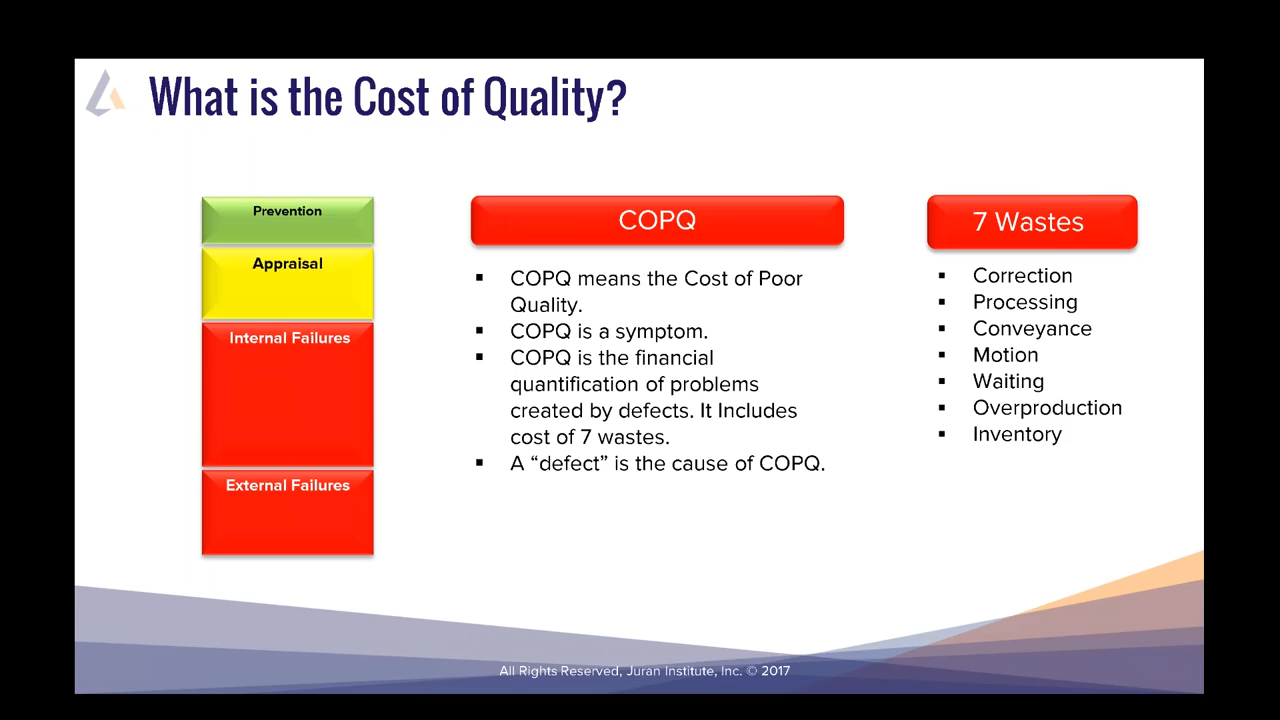 What is the Cost of Quality?
Prevention
Appraisal
Internal Failures
External Failures
COPQ
▪ COPQ means the Cost of Poor
Quality.
▪ COPQ is a symptom.
▪ COPQ is the financial
quantification of problems
created by defects. It Includes
cost of 7 wastes.
▪ A “defect” is the cause of COPQ.
7 Wastes
▪ Correction
▪ Processing
▪ Conveyance
▪ Motion
▪ Waiting
▪ Overproduction
▪ Inventory
All Rights Reserved, Juran Institute, Inc. © 2017